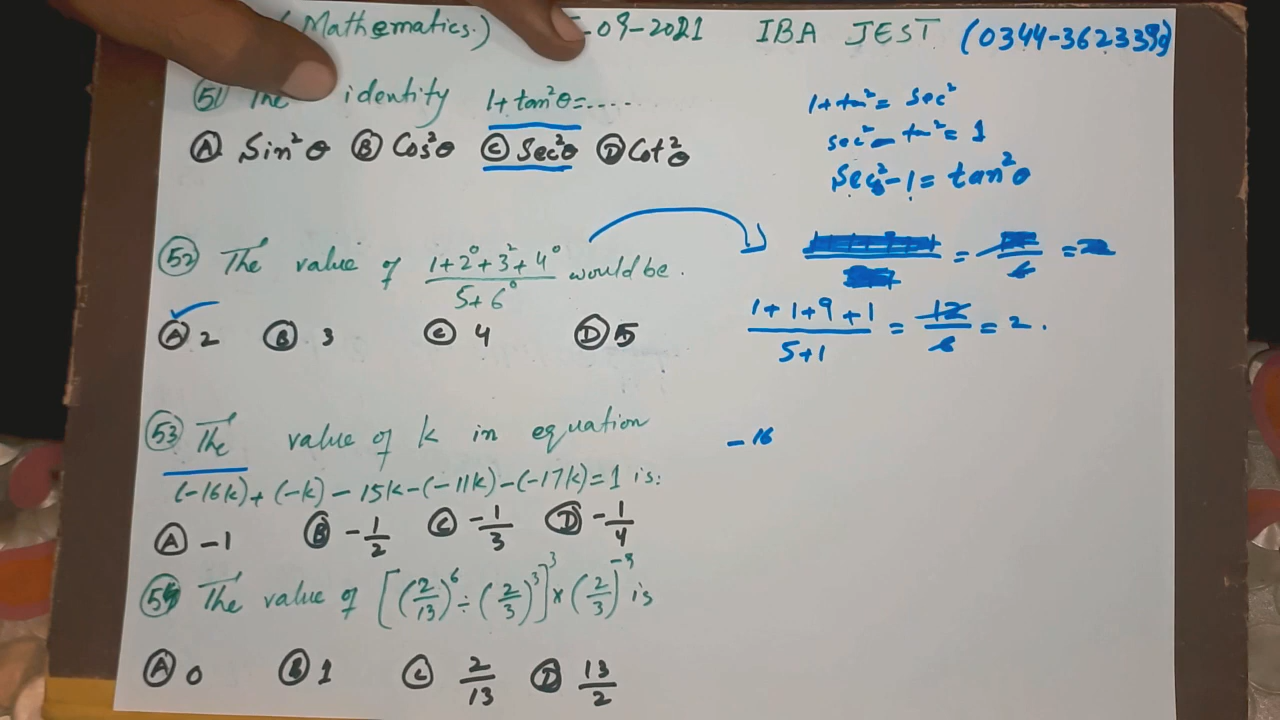 (Mathematics.) -09-2021 IBA JEST (0344-3623399)
51 The identity 1+tan²θ=......
A Sin²θ B Cos²θ C Sec²θ D Cot²θ
1+tan²= Sec²
sec²-tan²=1
Sec²-1=tan²θ
52 The value of (1+2⁰+3²+4⁰)/(5+6⁰) would be.
A 2 B 3 C 4 D 5
(1+1+9+1)/(5+1) = 12/6 = 2.
53 The value of k in equation
-16
(-16k)+(-k)-15k-(-11k)-(-17k)=1 is:
A -1 B -1/2 C -1/3 D -1/4
54 The value of [(2/13)⁶÷(2/3)³]³×(2/3)⁻⁹ is
A 0 B 1 C 2/13 D 13/2